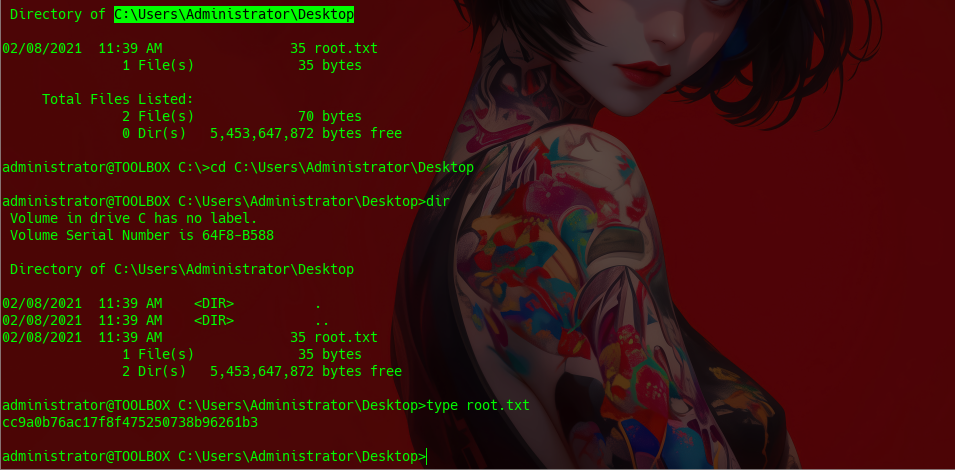 Directory of C:\Users\Administrator\Desktop
02/08/2021  11:39 AM                35 root.txt
               1 File(s)             35 bytes
     Total Files Listed:
               2 File(s)             70 bytes
               0 Dir(s)   5,453,647,872 bytes free
administrator@TOOLBOX C:\>cd C:\Users\Administrator\Desktop
administrator@TOOLBOX C:\Users\Administrator\Desktop>dir
 Volume in drive C has no label.
 Volume Serial Number is 64F8-B588
 Directory of C:\Users\Administrator\Desktop
02/08/2021  11:39 AM    <DIR>          .
02/08/2021  11:39 AM    <DIR>          ..
02/08/2021  11:39 AM                35 root.txt
               1 File(s)             35 bytes
               2 Dir(s)   5,453,647,872 bytes free
administrator@TOOLBOX C:\Users\Administrator\Desktop>type root.txt
cc9a0b76ac17f8f475250738b96261b3
administrator@TOOLBOX C:\Users\Administrator\Desktop>